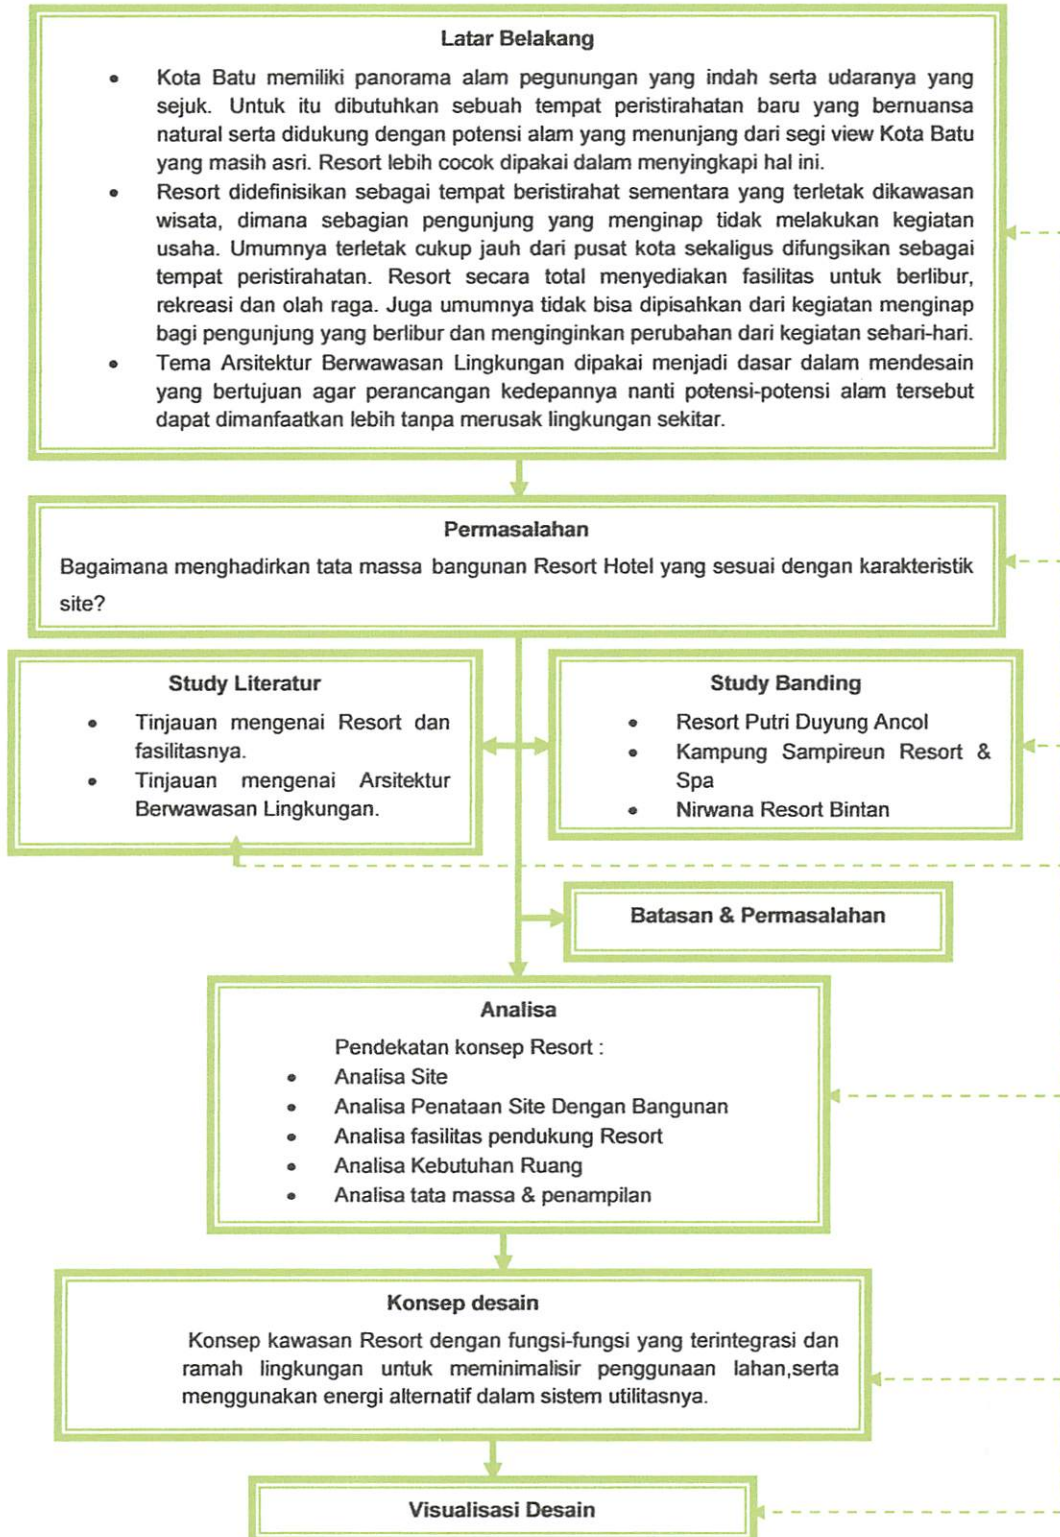 Latar Belakang
• Kota Batu memiliki panorama alam pegunungan yang indah serta udaranya yang
sejuk. Untuk itu dibutuhkan sebuah tempat peristirahatan baru yang bernuansa
natural serta didukung dengan potensi alam yang menunjang dari segi view Kota Batu
yang masih asri. Resort lebih cocok dipakai dalam menyingkapi hal ini.
• Resort didefinisikan sebagai tempat beristirahat sementara yang terletak dikawasan
wisata, dimana sebagian pengunjung yang menginap tidak melakukan kegiatan
usaha. Umumnya terletak cukup jauh dari pusat kota sekaligus difungsikan sebagai
tempat peristirahatan. Resort secara total menyediakan fasilitas untuk berlibur,
rekreasi dan olah raga. Juga umumnya tidak bisa dipisahkan dari kegiatan menginap
bagi pengunjung yang berlibur dan menginginkan perubahan dari kegiatan sehari-hari.
• Tema Arsitektur Berwawasan Lingkungan dipakai menjadi dasar dalam mendesain
yang bertujuan agar perancangan kedepannya nanti potensi-potensi alam tersebut
dapat dimanfaatkan lebih tanpa merusak lingkungan sekitar.
Permasalahan
Bagaimana menghadirkan tata massa bangunan Resort Hotel yang sesuai dengan karakteristik
site?
Study Literatur
• Tinjauan mengenai Resort dan
fasilitasnya.
• Tinjauan mengenai Arsitektur
Berwawasan Lingkungan.
Study Banding
• Resort Putri Duyung Ancol
• Kampung Sampireun Resort &
Spa
• Nirwana Resort Bintan
Batasan & Permasalahan
Analisa
Pendekatan konsep Resort :
• Analisa Site
• Analisa Penataan Site Dengan Bangunan
• Analisa fasilitas pendukung Resort
• Analisa Kebutuhan Ruang
• Analisa tata massa & penampilan
Konsep desain
Konsep kawasan Resort dengan fungsi-fungsi yang terintegrasi dan
ramah lingkungan untuk meminimalisir penggunaan lahan,serta
menggunakan energi alternatif dalam sistem utilitasnya.
Visualisasi Desain